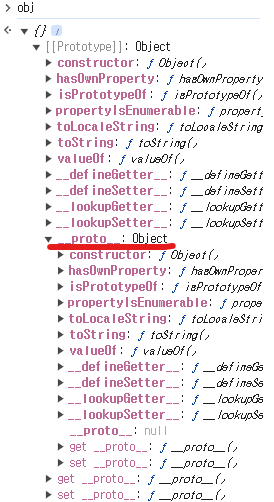 > obj
< ▼ {} i
▼ [[Prototype]]: Object
▶ constructor: ƒ Object()
▶ hasOwnProperty: ƒ hasOwnProperty
▶ isPrototypeOf: ƒ isPrototypeOf(
▶ propertyIsEnumerable: ƒ property
▶ toLocaleString: ƒ toLocaleStrin
▶ toString: ƒ toString()
▶ valueOf: ƒ valueOf()
▶ __defineGetter__: ƒ __defineGett
▶ __defineSetter__: ƒ __defineSett
▶ __lookupGetter__: ƒ __lookupGett
▶ __lookupSetter__: ƒ __lookupSett
▼ __proto__: Object
▶ constructor: ƒ Object()
▶ hasOwnProperty: ƒ hasOwnPropert
▶ isPrototypeOf: ƒ isPrototypeOf
▶ propertyIsEnumerable: ƒ prope
▶ toLocaleString: ƒ toLocaleStri
▶ toString: ƒ toString()
▶ valueOf: ƒ valueOf()
▶ __defineGetter__: ƒ __defineGe
▶ __defineSetter__: ƒ __defineSe
▶ __lookupGetter__: ƒ __lookupGe
▶ __lookupSetter__: ƒ __lookupSe
__proto__: null
▶ get __proto__: ƒ __proto__()
▶ set __proto__: ƒ __proto__()
▶ get __proto__: ƒ __proto__()
▶ set __proto__: ƒ __proto__()